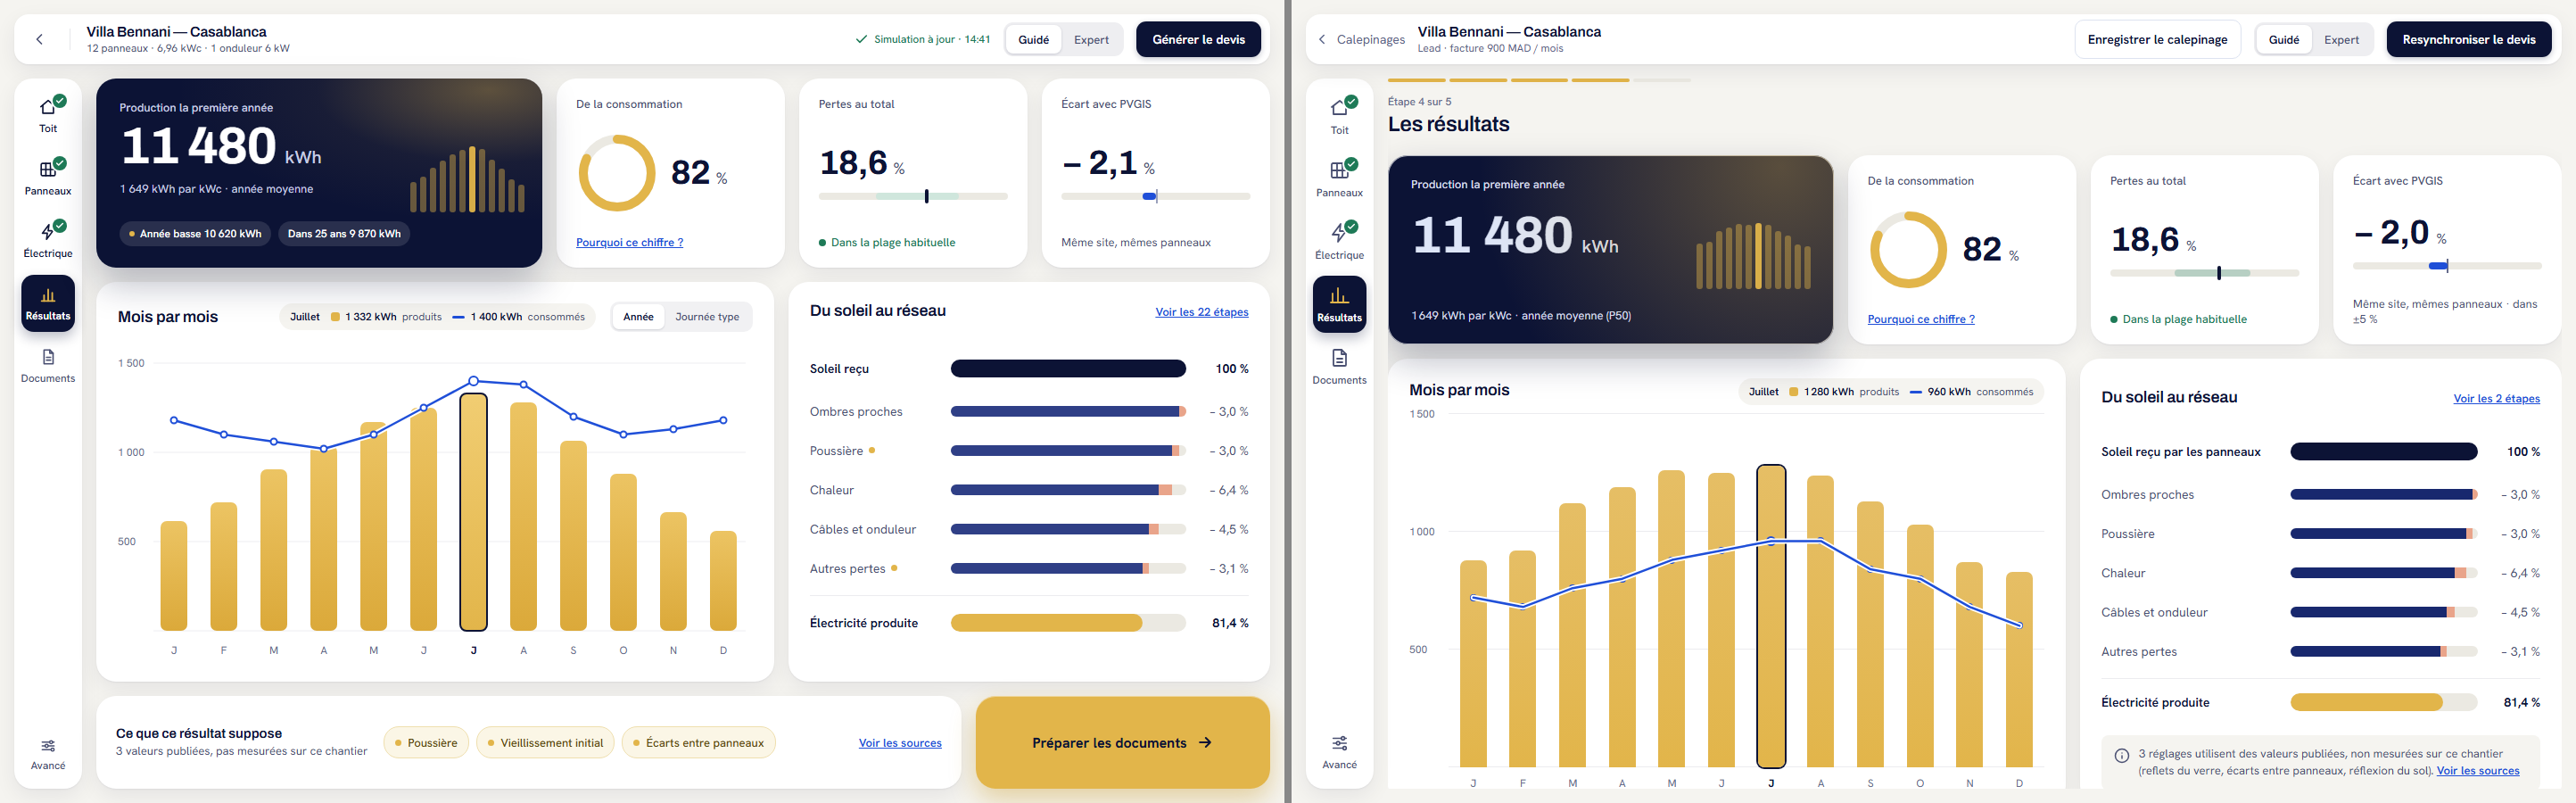 Villa Bennani — Casablanca
12 panneaux · 6,96 kWc · 1 onduleur 6 kW
Simulation à jour · 14:41
Guidé
Expert
Générer le devis
Toit
Panneaux
Électrique
Résultats
Documents
Avancé
Production la première année
11 480 kWh
1 649 kWh par kWc · année moyenne
Année basse 10 620 kWh
Dans 25 ans 9 870 kWh
De la consommation
82 %
Pourquoi ce chiffre ?
Pertes au total
18,6 %
Dans la plage habituelle
Écart avec PVGIS
– 2,1 %
Même site, mêmes panneaux
Mois par mois
Juillet 1 332 kWh produits 1 400 kWh consommés
Année
Journée type
1 500
1 000
500
J F M A M J J A S O N D
Du soleil au réseau
Voir les 22 étapes
Soleil reçu 100 %
Ombres proches – 3,0 %
Poussière – 3,0 %
Chaleur – 6,4 %
Câbles et onduleur – 4,5 %
Autres pertes – 3,1 %
Électricité produite 81,4 %
Ce que ce résultat suppose
3 valeurs publiées, pas mesurées sur ce chantier
Poussière
Vieillissement initial
Écarts entre panneaux
Voir les sources
Préparer les documents →
Calepinages
Villa Bennani — Casablanca
Lead · facture 900 MAD / mois
Enregistrer le calepinage
Guidé
Expert
Resynchroniser le devis
Toit
Panneaux
Électrique
Résultats
Documents
Avancé
Étape 4 sur 5
Les résultats
Production la première année
11 480 kWh
1 649 kWh par kWc · année moyenne (P50)
De la consommation
82 %
Pourquoi ce chiffre ?
Pertes au total
18,6 %
Dans la plage habituelle
Écart avec PVGIS
– 2,0 %
Même site, mêmes panneaux · dans
±5 %
Mois par mois
Juillet 1 280 kWh produits 960 kWh consommés
1 500
1 000
500
J F M A M J J A S O N D
Du soleil au réseau
Voir les 2 étapes
Soleil reçu par les panneaux 100 %
Ombres proches – 3,0 %
Poussière – 3,0 %
Chaleur – 6,4 %
Câbles et onduleur – 4,5 %
Autres pertes – 3,1 %
Électricité produite 81,4 %
3 réglages utilisent des valeurs publiées, non mesurées sur ce chantier
(reflets du verre, écarts entre panneaux, réflexion du sol). Voir les sources